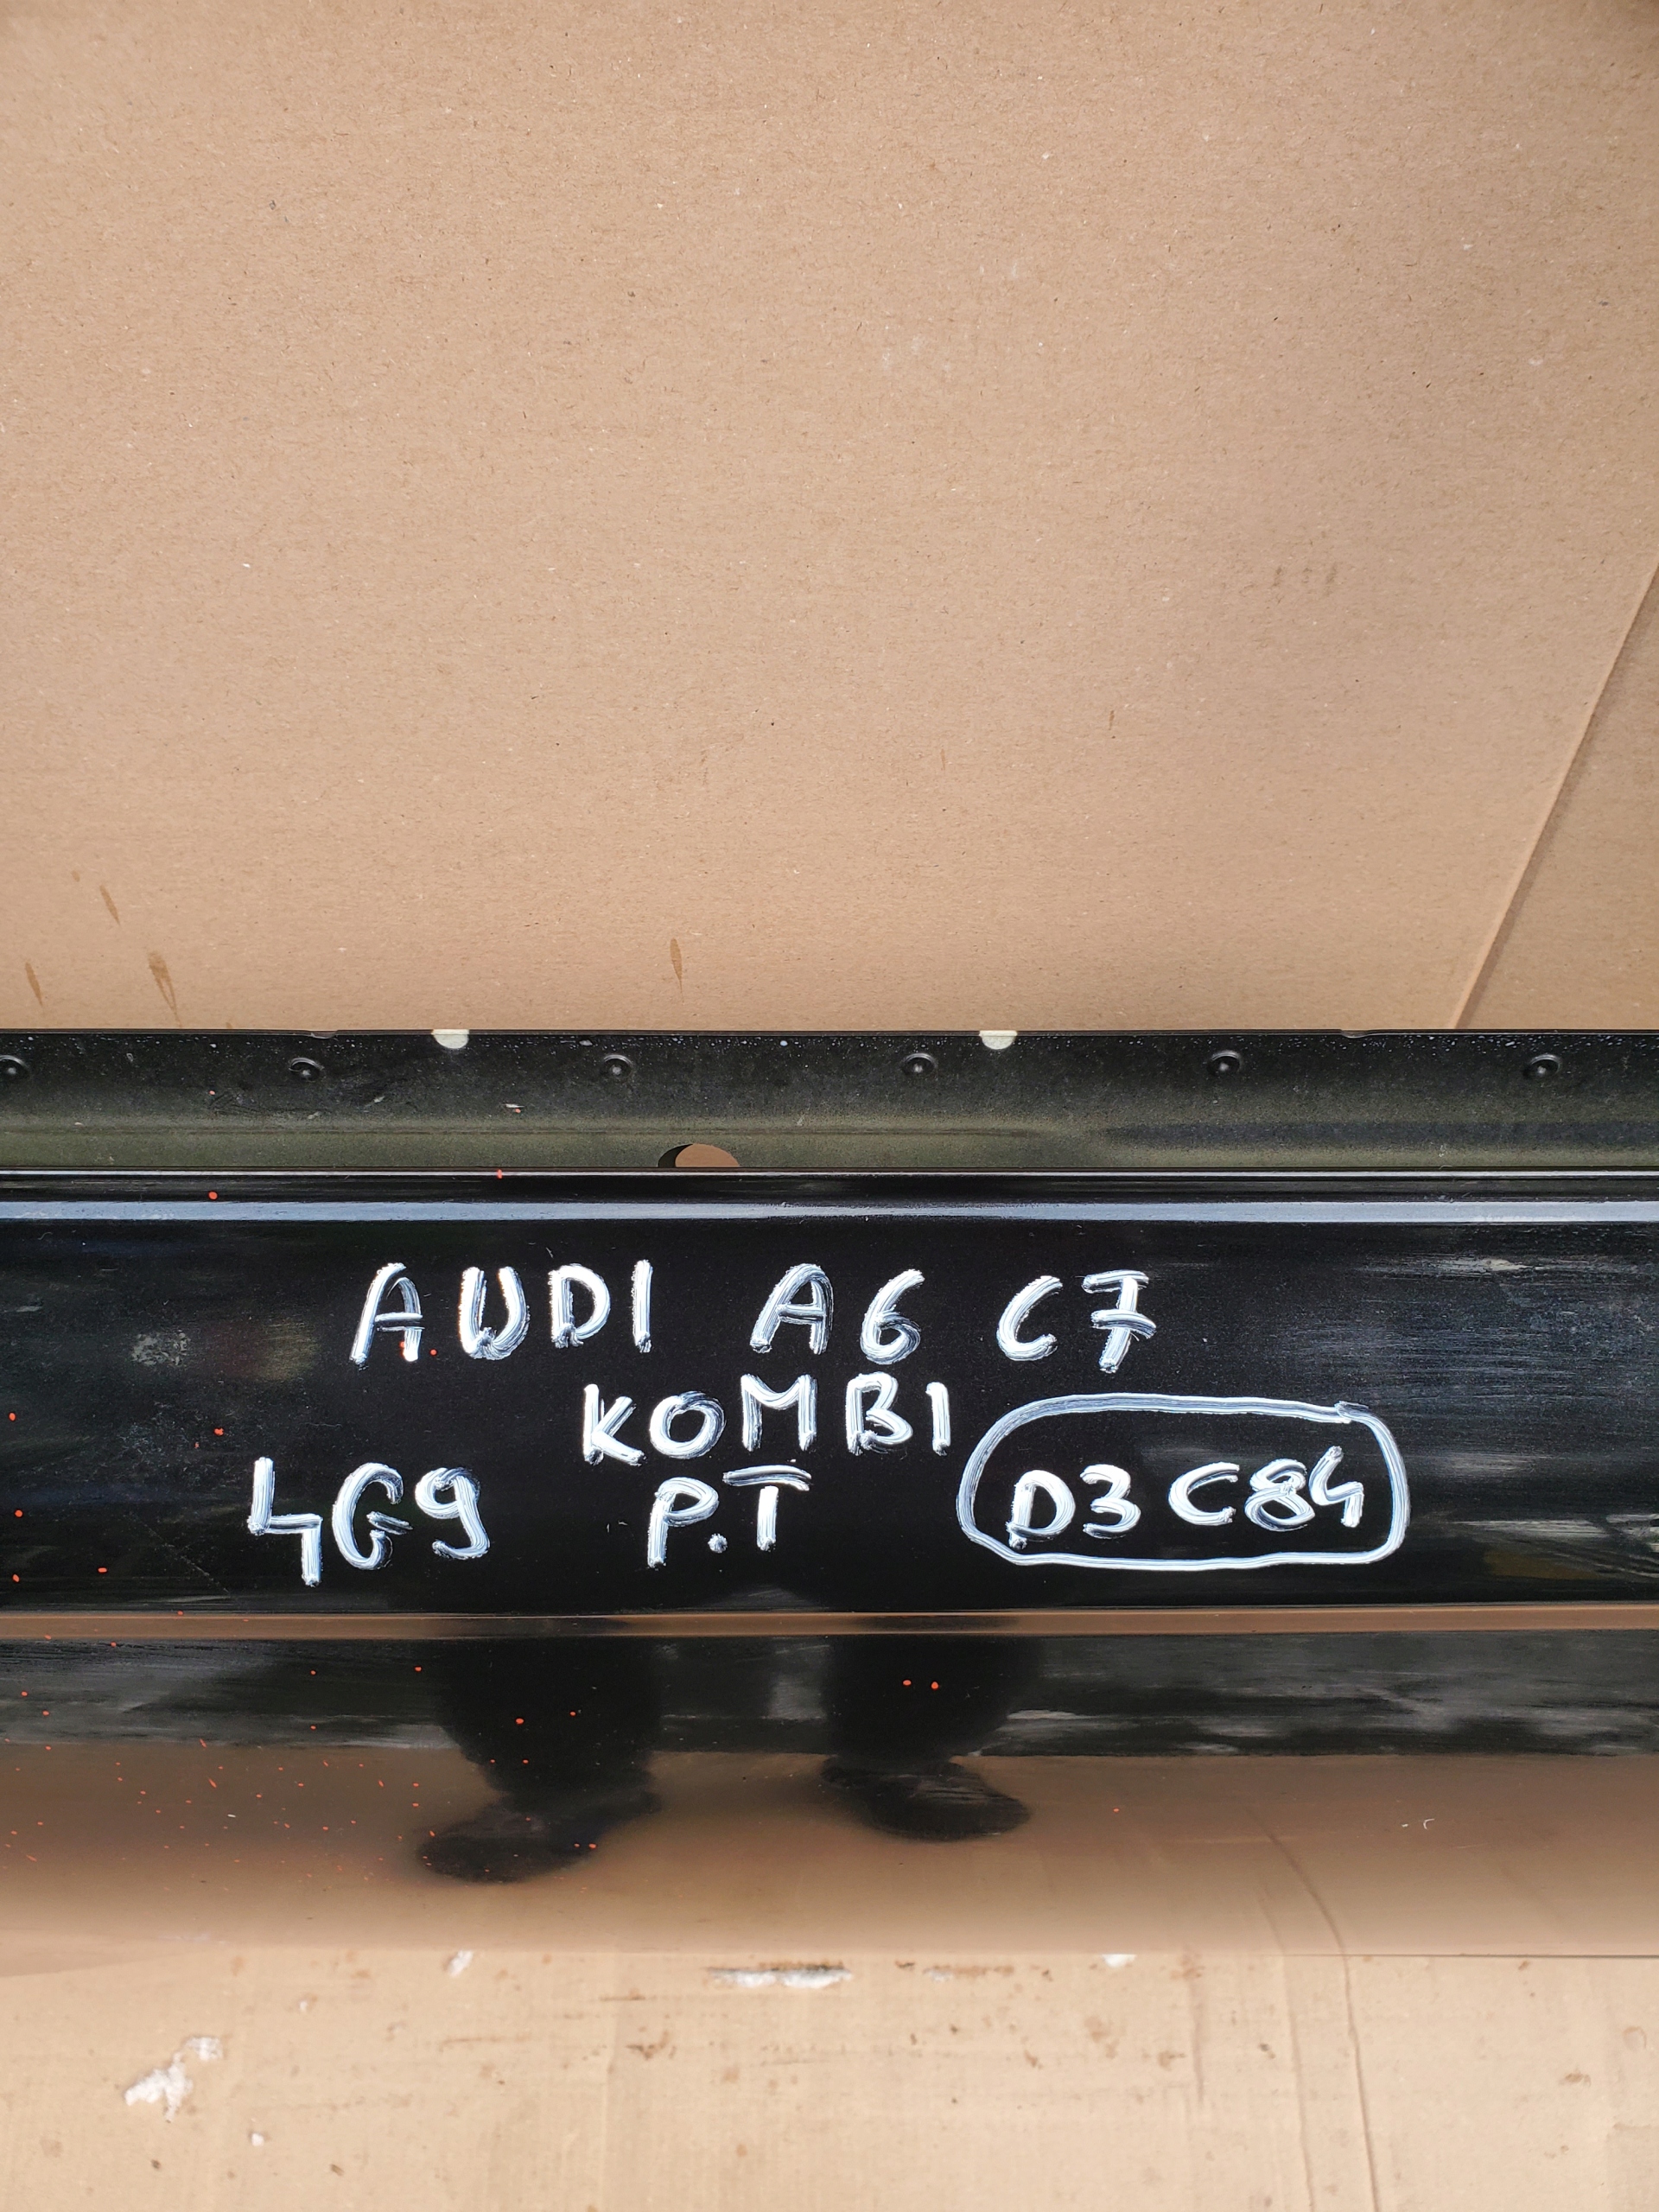 AUDI A6 C7
KOMBI
4G9 P.T D3C84